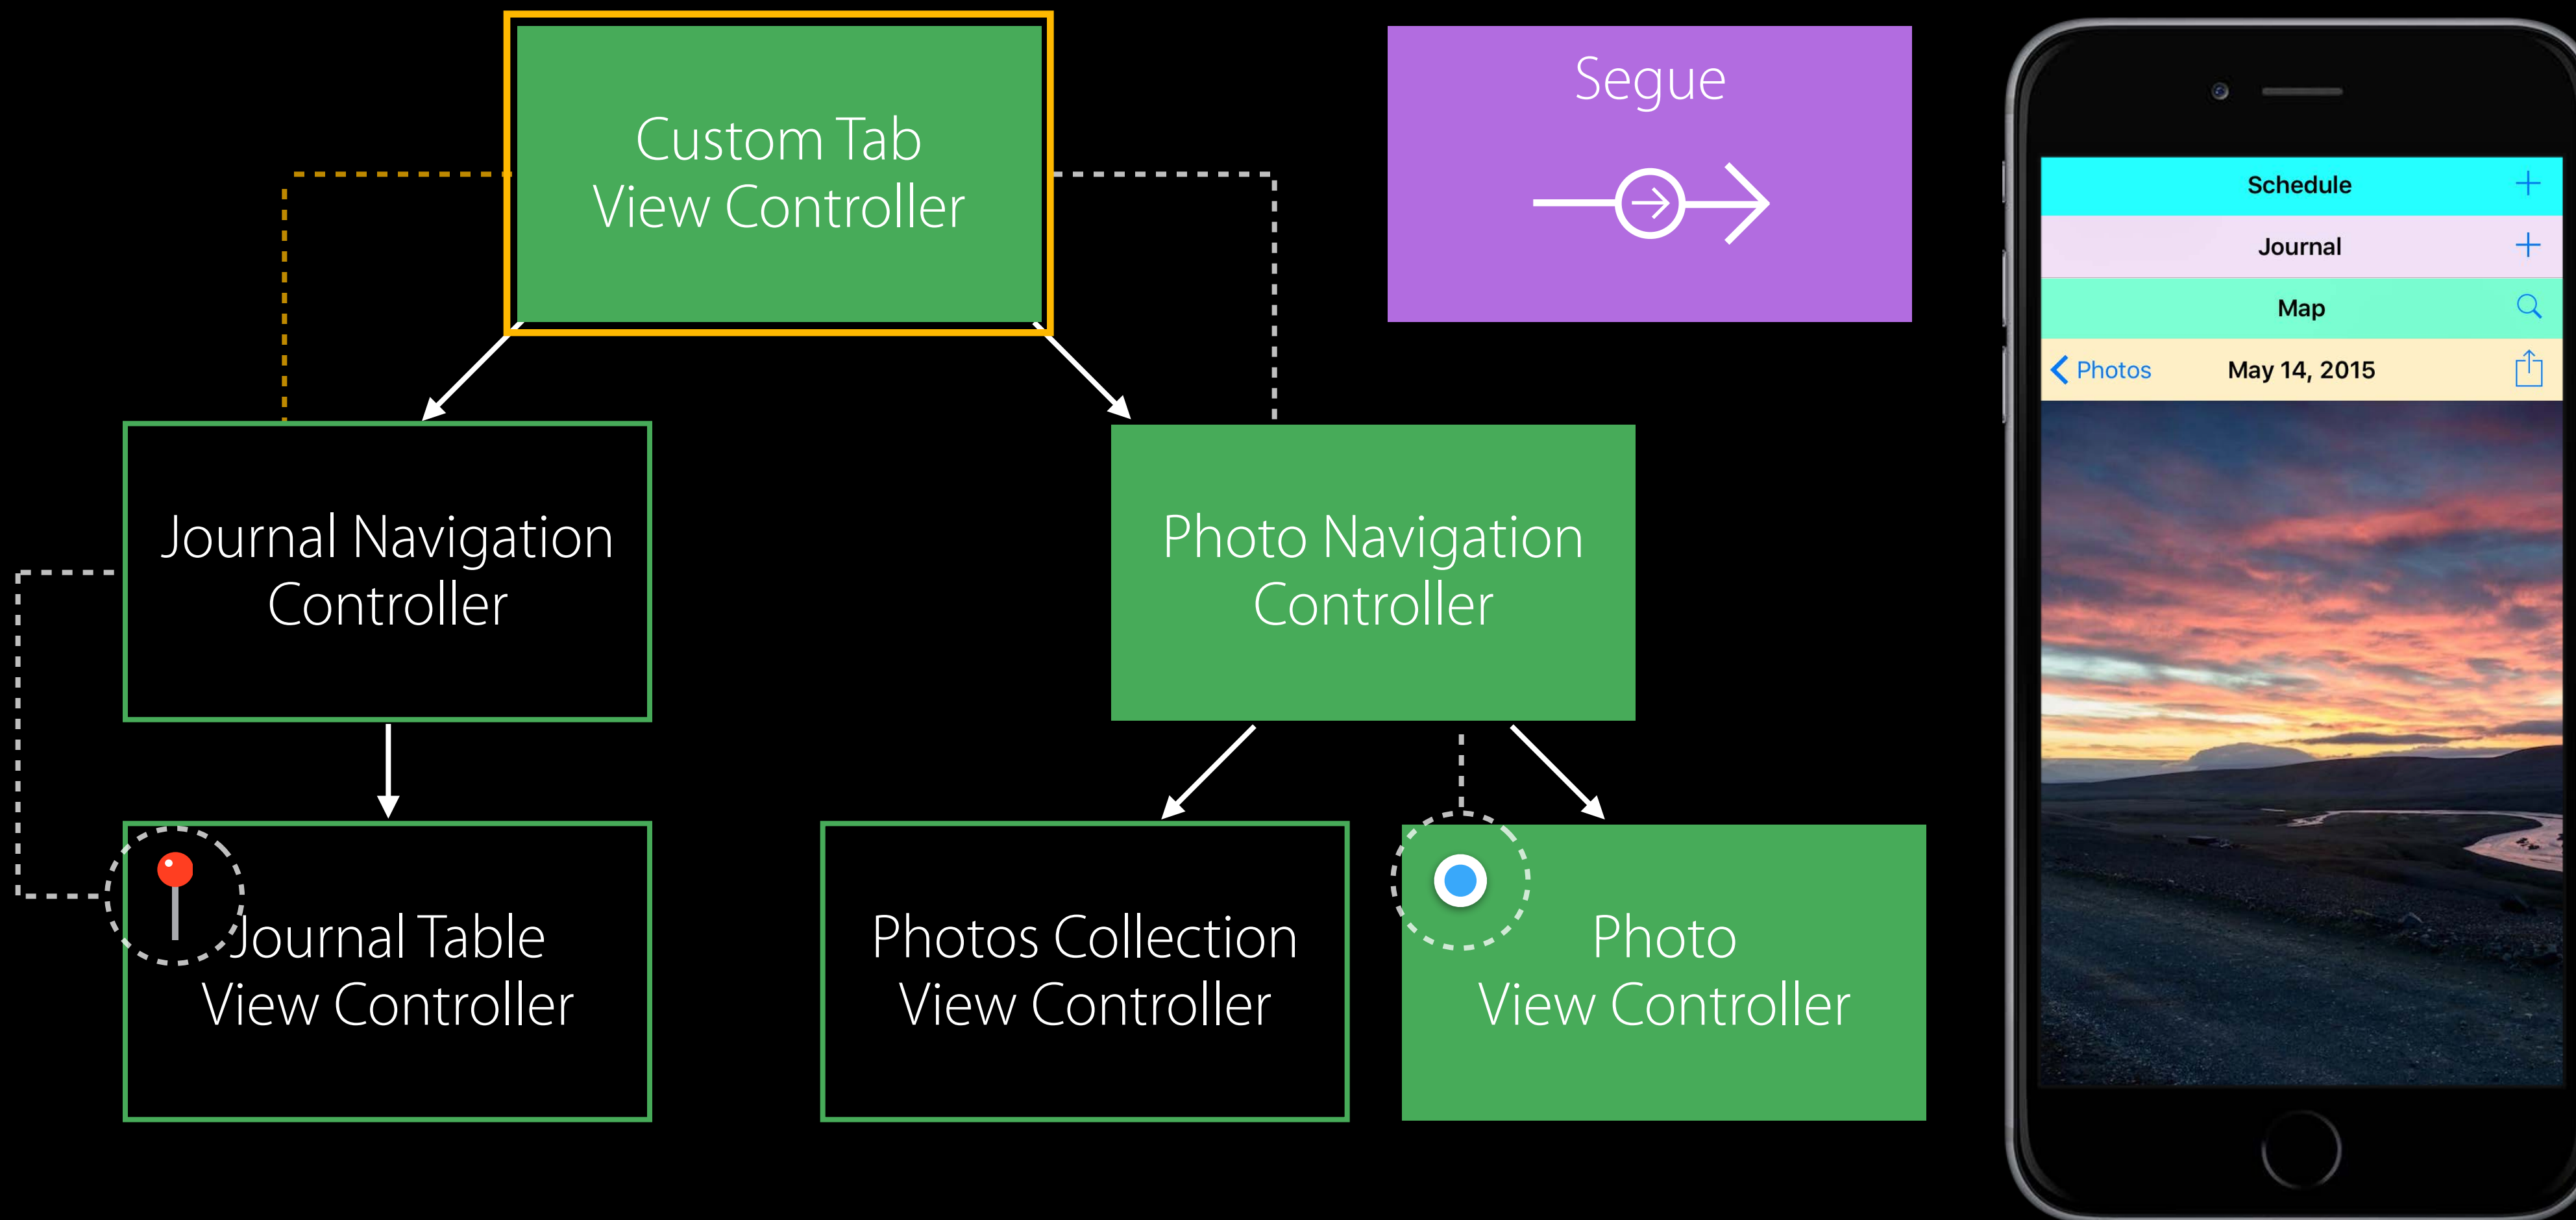 Custom Tab
View Controller
Segue
Journal Navigation
Controller
Photo Navigation
Controller
Journal Table
View Controller
Photos Collection
View Controller
Photo
View Controller
Schedule
Journal
Map
Photos
May 14, 2015